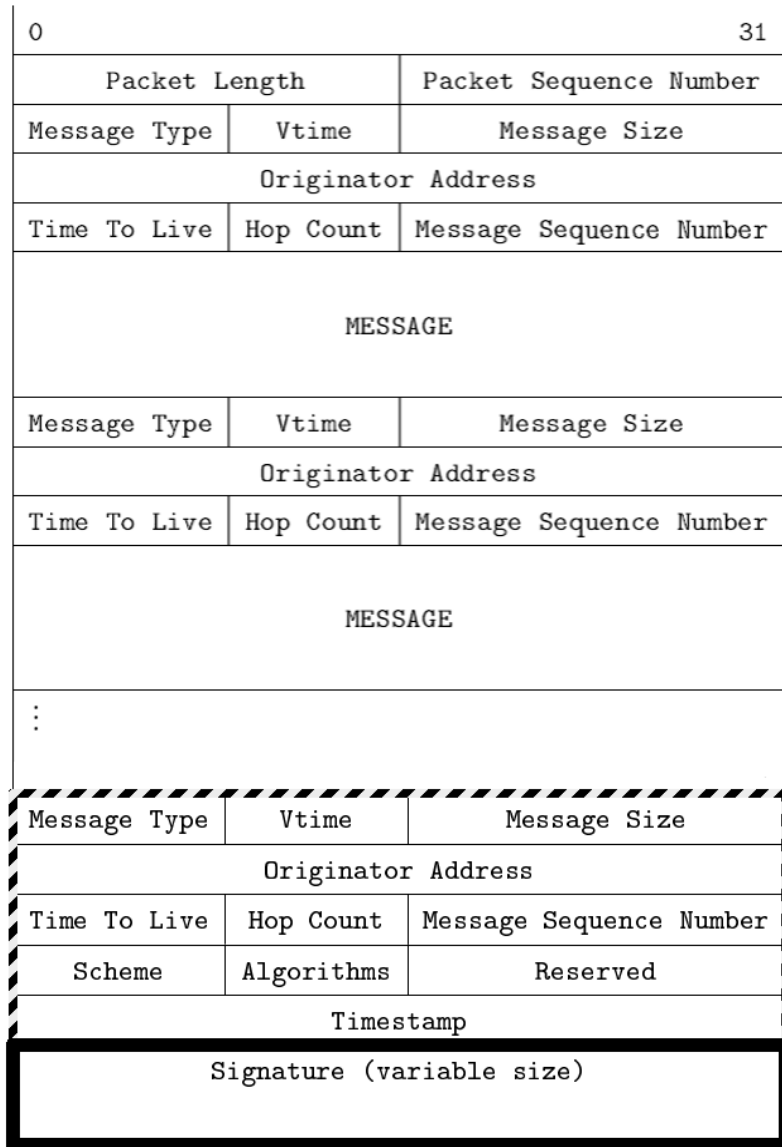 0 31
Packet Length Packet Sequence Number
Message Type Vtime Message Size
Originator Address
Time To Live Hop Count Message Sequence Number
MESSAGE
Message Type Vtime Message Size
Originator Address
Time To Live Hop Count Message Sequence Number
MESSAGE
⋮
Message Type Vtime Message Size
Originator Address
Time To Live Hop Count Message Sequence Number
Scheme Algorithms Reserved
Timestamp
Signature (variable size)